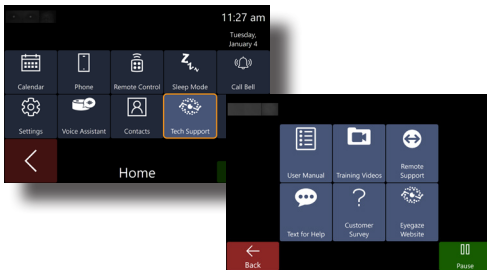 11:27 am
Tuesday,
January 4
Calendar
Phone
Remote Control
Sleep Mode
Call Bell
Settings
Voice Assistant
Contacts
Tech Support
Home
User Manual
Training Videos
Remote
Support
Text for Help
Customer
Survey
Eyegaze
Website
Back
Pause